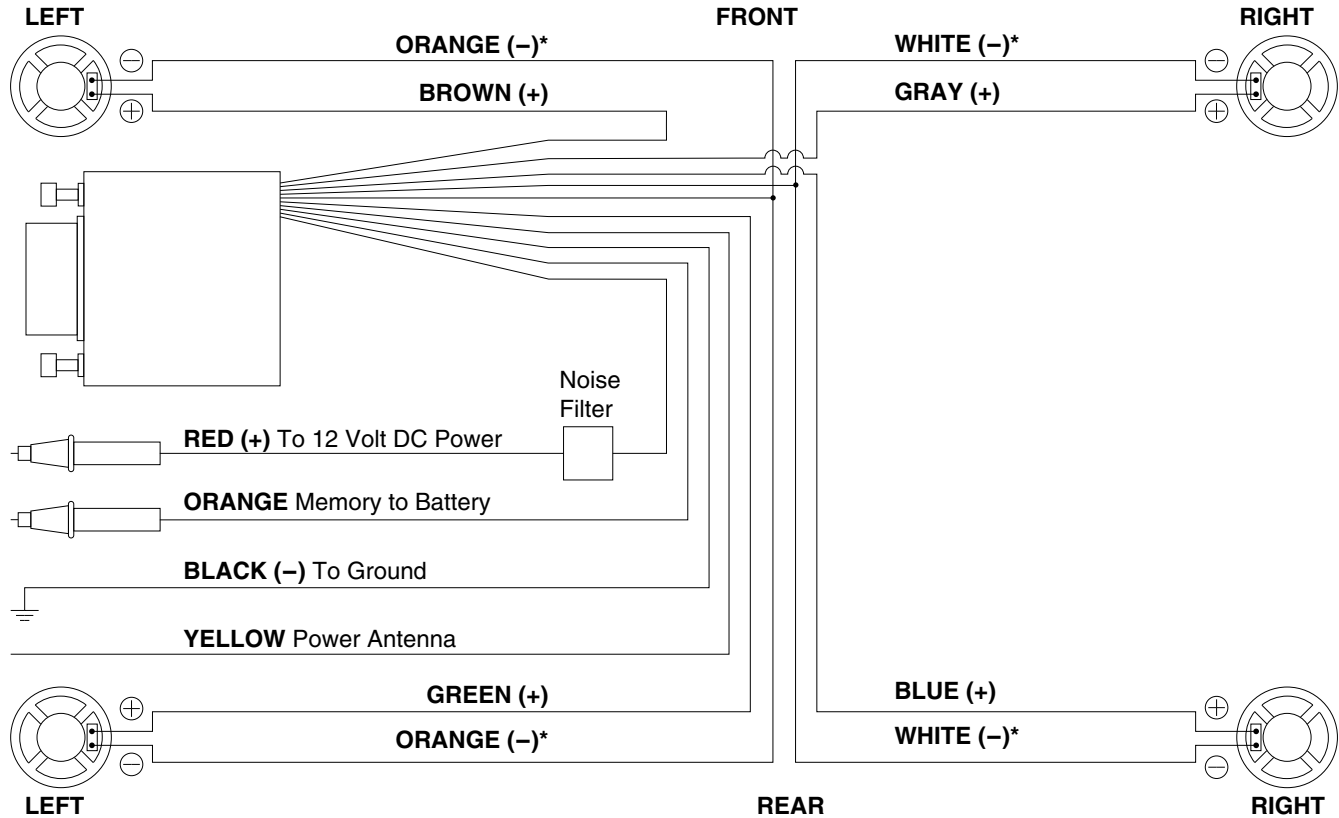 LEFT FRONT RIGHT
ORANGE (–)* WHITE (–)*
BROWN (+) GRAY (+)
Noise
Filter
RED (+) To 12 Volt DC Power
ORANGE Memory to Battery
BLACK (–) To Ground
YELLOW Power Antenna
GREEN (+) BLUE (+)
ORANGE (–)* WHITE (–)*
LEFT REAR RIGHT